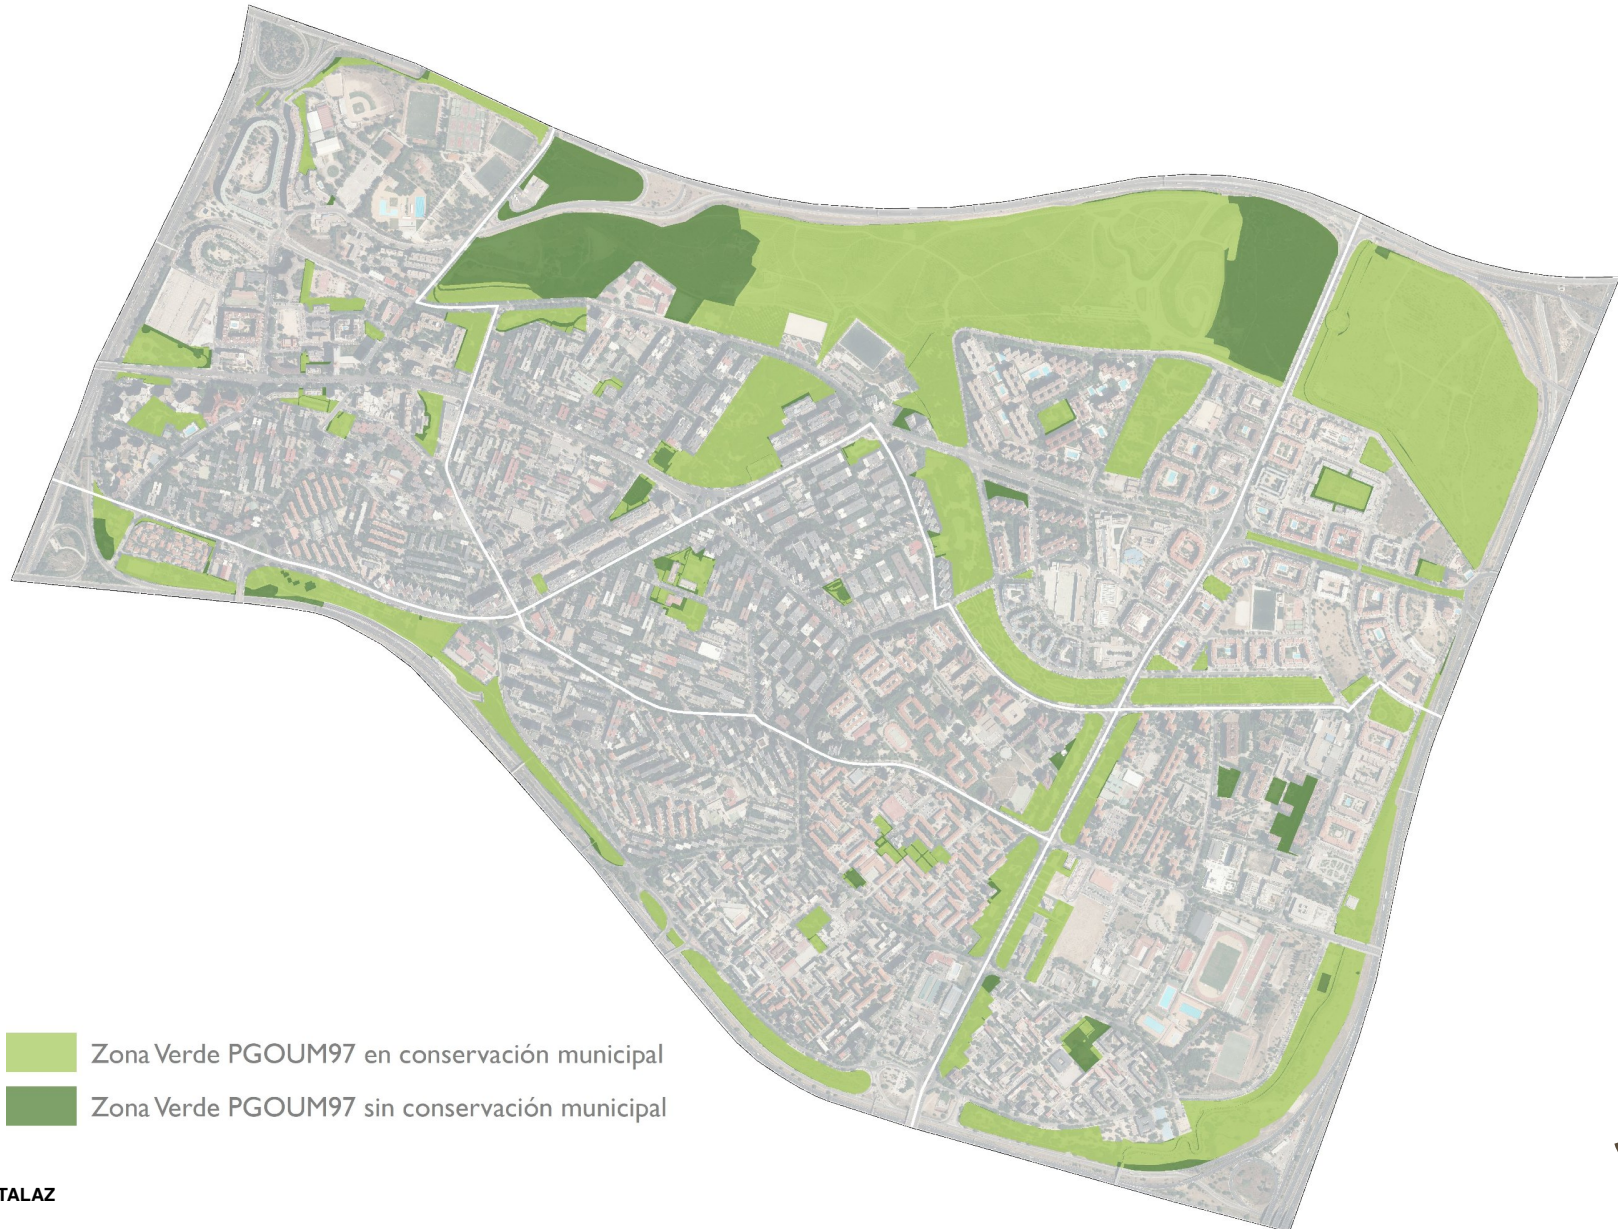 Zona Verde PGOUM97 en conservación municipal
Zona Verde PGOUM97 sin conservación municipal
TALAZ